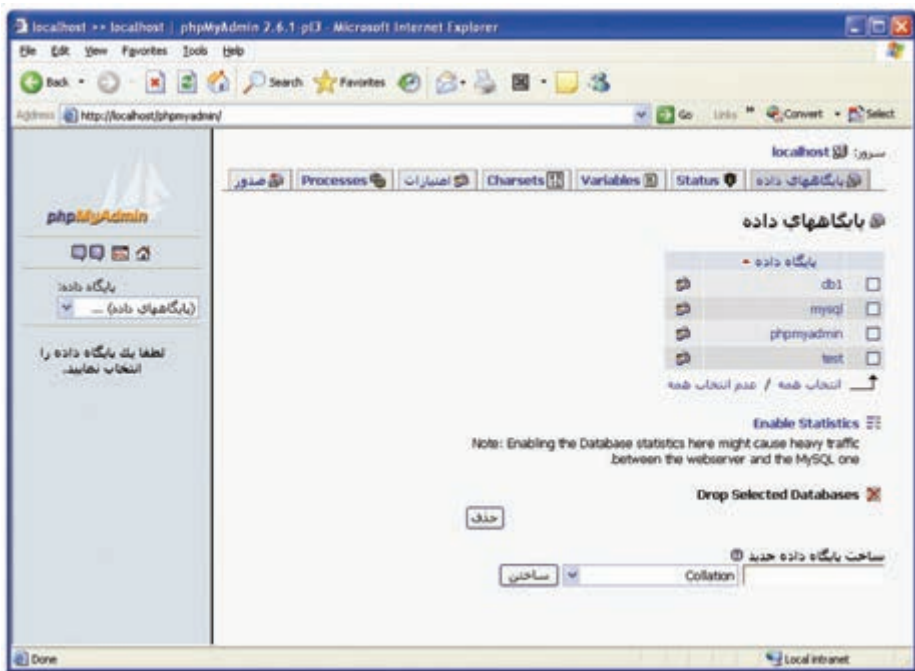 localhost >> localhost | phpMyAdmin 2.6.1-pl3 - Microsoft Internet Explorer
File Edit View Favorites Tools Help
Back Search Favorites
Address http://localhost/phpmyadmin/ Go Links » Convert Select
سرور: localhost
پایگاههای داده Status Variables Charsets امتیازات Processes صدور
phpMyAdmin
پایگاه داده:
(پایگاههای داده) ...
لطفا یك پایگاه داده را
انتخاب نمایید.
پایگاههای داده
پایگاه داده
db1
mysql
phpmyadmin
test
انتخاب همه / عدم انتخاب همه
Enable Statistics
Note: Enabling the Database statistics here might cause heavy traffic
.between the webserver and the MySQL one
Drop Selected Databases
حذف
ساخت پایگاه داده جدید
Collation ساختن
Done Local intranet